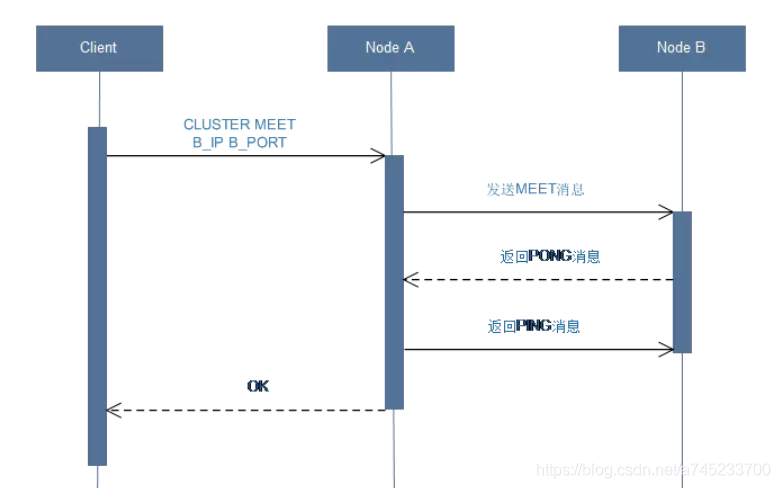 Client
Node A
Node B
CLUSTER MEET
B_IP B_PORT
发送MEET消息
返回PONG消息
返回PING消息
OK
https://blog.csdn.net/a745233700